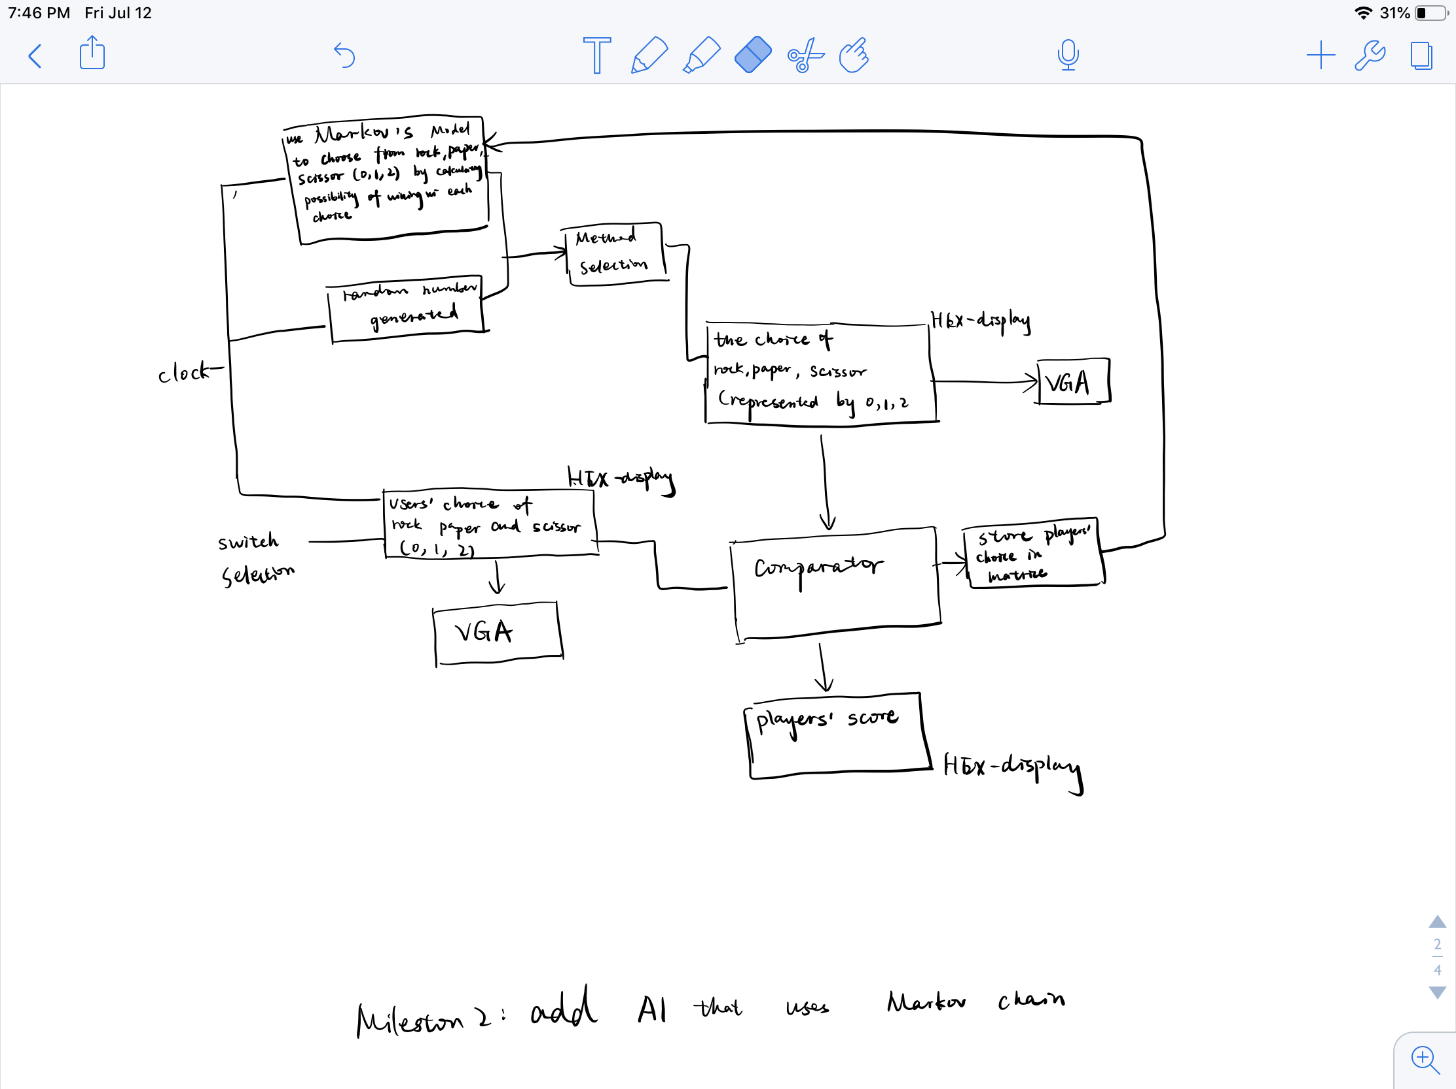 7:46 PM Fri Jul 12
31%
T
use Markov's Model
to choose from rock, paper,
scissor (0,1,2) by calculating
possibility of wining in each
choice
Method
Selection
random number
generated
clock
the choice of
rock, paper, scissor
(represented by 0,1,2
HEX-display
VGA
HEX-display
users' choice of
rock paper and scissor
(0, 1, 2)
switch
Selection
VGA
Comparator
store players'
choice in
matrice
players' score
HEX-display
2
4
Mileston 2: add AI that uses Markov chain